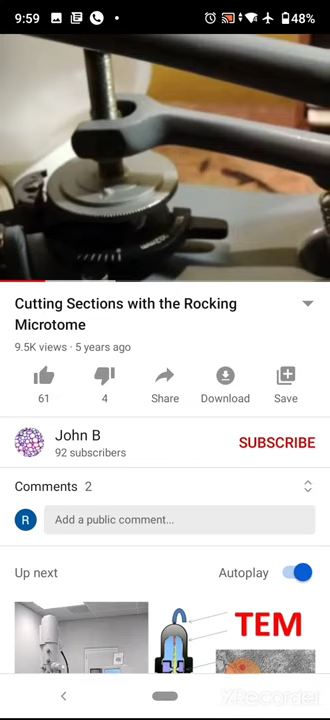 9:59
48%
Cutting Sections with the Rocking
Microtome
9.5K views · 5 years ago
61
4
Share
Download
Save
John B
92 subscribers
SUBSCRIBE
Comments 2
R
Add a public comment...
Up next
Autoplay
TEM
XRecorder